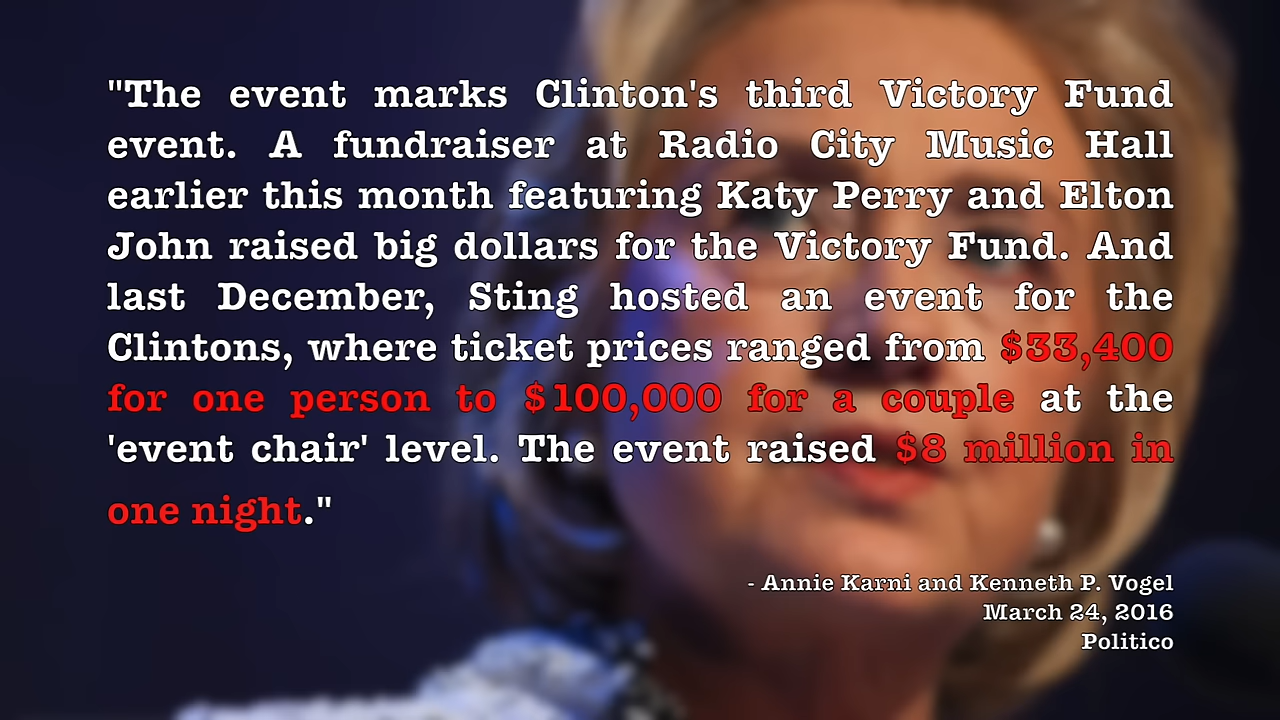 "The event marks Clinton's third Victory Fund
event. A fundraiser at Radio City Music Hall
earlier this month featuring Katy Perry and Elton
John raised big dollars for the Victory Fund. And
last December, Sting hosted an event for the
Clintons, where ticket prices ranged from $33,400
for one person to $100,000 for a couple at the
'event chair' level. The event raised $8 million in
one night."
- Annie Karni and Kenneth P. Vogel
March 24, 2016
Politico